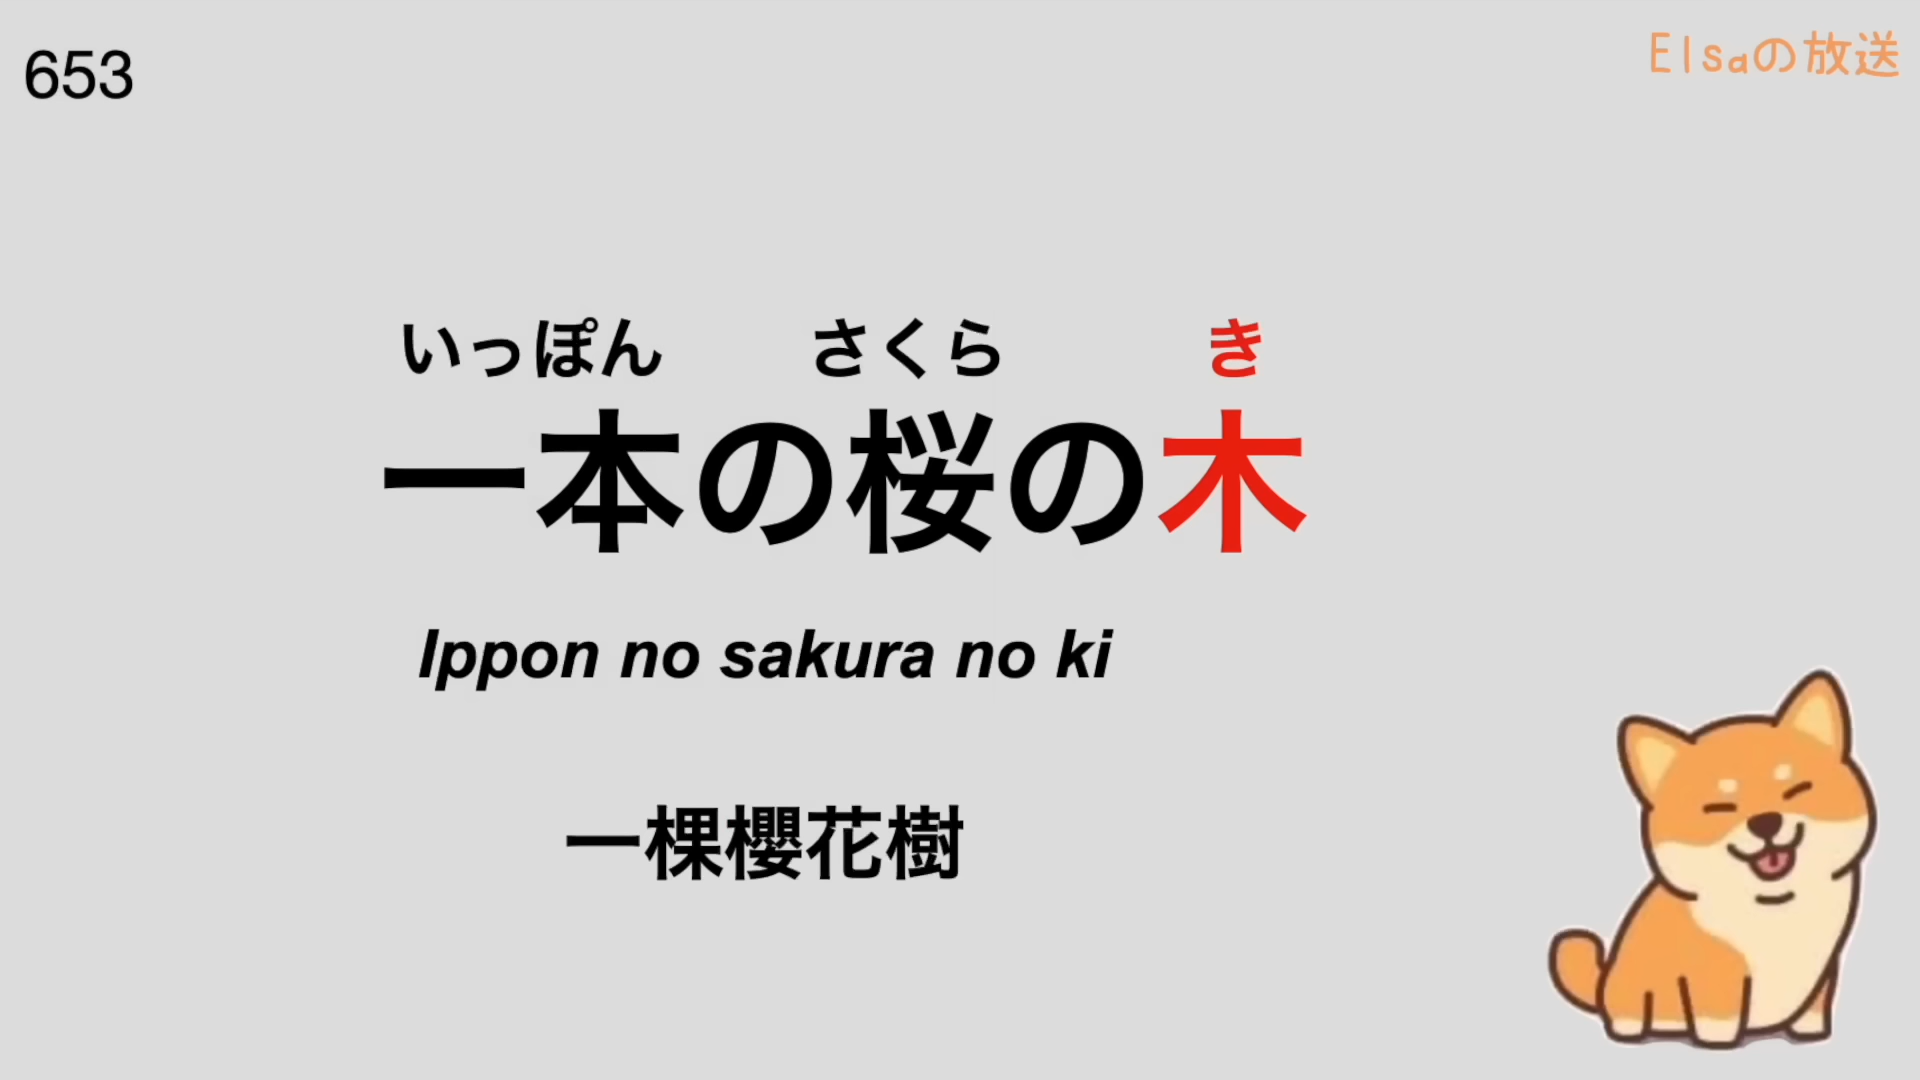 653
Elsaの放送
いっぽん さくら き
一本の桜の木
Ippon no sakura no ki
一棵櫻花樹